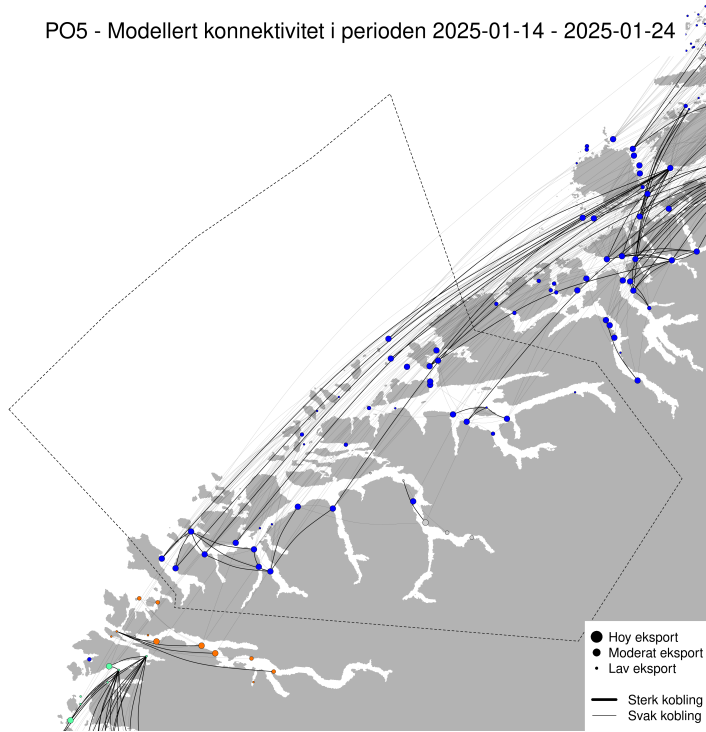 PO5 - Modellert konnektivitet i perioden 2025-01-14 - 2025-01-24
Hoy eksport
Moderat eksport
Lav eksport
Sterk kobling
Svak kobling